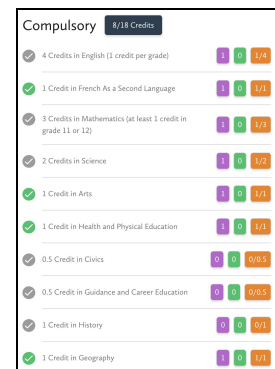 Compulsory 8/18 Credits
4 Credits in English (1 credit per grade) 1 0 1/4
1 Credit in French As a Second Language 1 0 1/1
3 Credits in Mathematics (at least 1 credit in
grade 11 or 12) 1 0 1/3
2 Credits in Science 1 0 1/2
1 Credit in Arts 1 0 1/1
1 Credit in Health and Physical Education 1 0 1/1
0.5 Credit in Civics 0 0 0/0.5
0.5 Credit in Guidance and Career Education 0 0 0/0.5
1 Credit in History 0 0 0/1
1 Credit in Geography 1 0 1/1